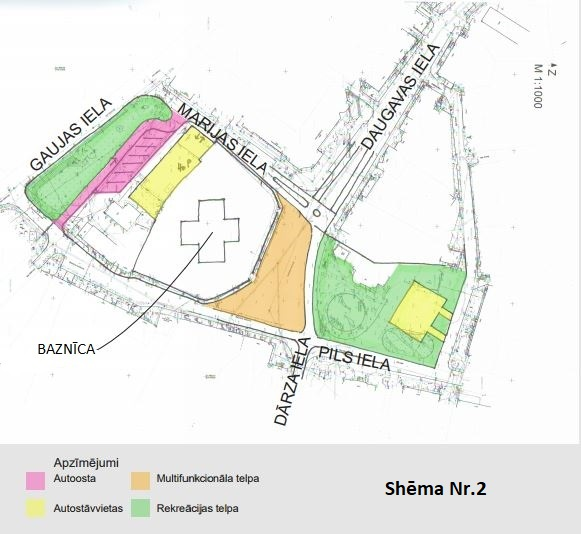 GAUJAS IELA
MARIJAS IELA
DAUGAVAS IELA
Z
M 1:1000
BAZNĪCA
DĀRZA IELA
PILS IELA
Apzīmējumi
Autoosta
Multifunkcionāla telpa
Autostāvvietas
Rekreācijas telpa
Shēma Nr.2